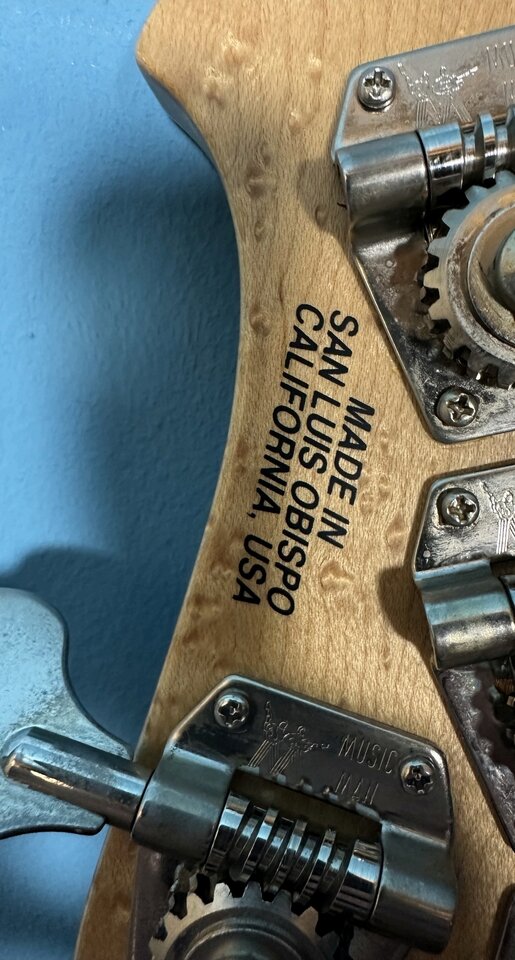 MADE IN
SAN LUIS OBISPO
CALIFORNIA, USA
MUSIC
MAN